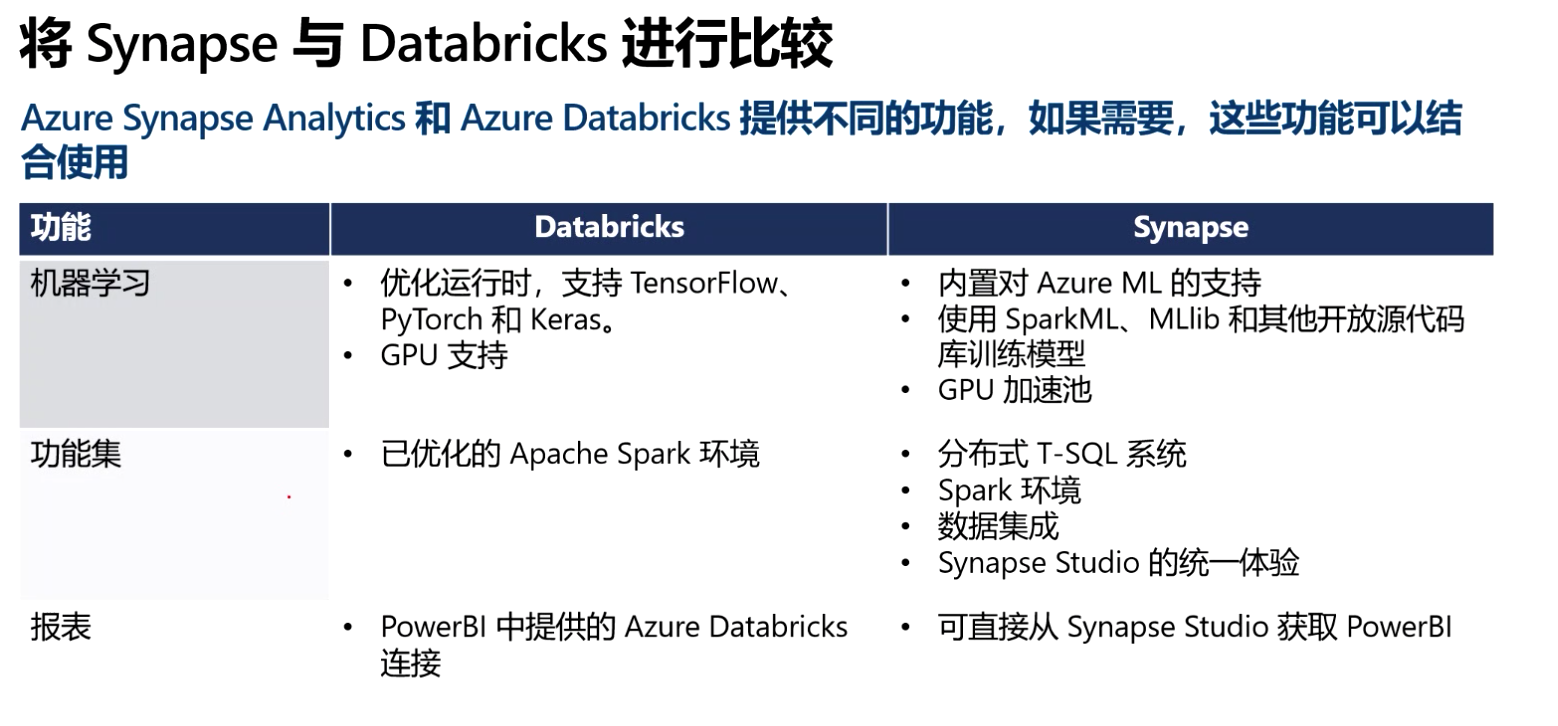 将 Synapse 与 Databricks 进行比较
Azure Synapse Analytics 和 Azure Databricks 提供不同的功能，如果需要，这些功能可以结
合使用
功能 Databricks Synapse
机器学习
• 优化运行时，支持 TensorFlow、
PyTorch 和 Keras。
• GPU 支持
• 内置对 Azure ML 的支持
• 使用 SparkML、MLlib 和其他开放源代码
库训练模型
• GPU 加速池
功能集
• 已优化的 Apache Spark 环境
• 分布式 T-SQL 系统
• Spark 环境
• 数据集成
• Synapse Studio 的统一体验
报表
• PowerBI 中提供的 Azure Databricks
连接
• 可直接从 Synapse Studio 获取 PowerBI